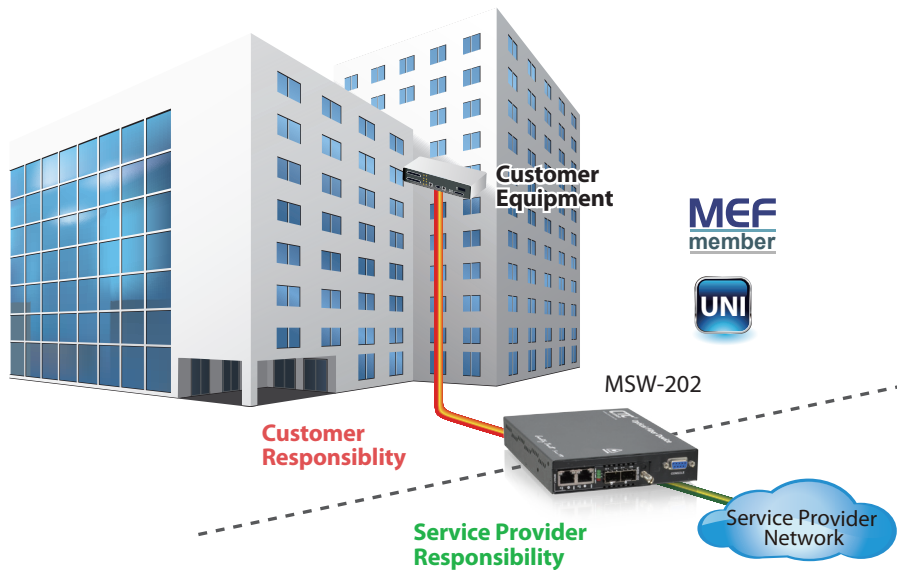 Customer
Equipment
MEF
member
UNI
MSW-202
Customer
Responsiblity
Service Provider
Responsibility
Service Provider
Network